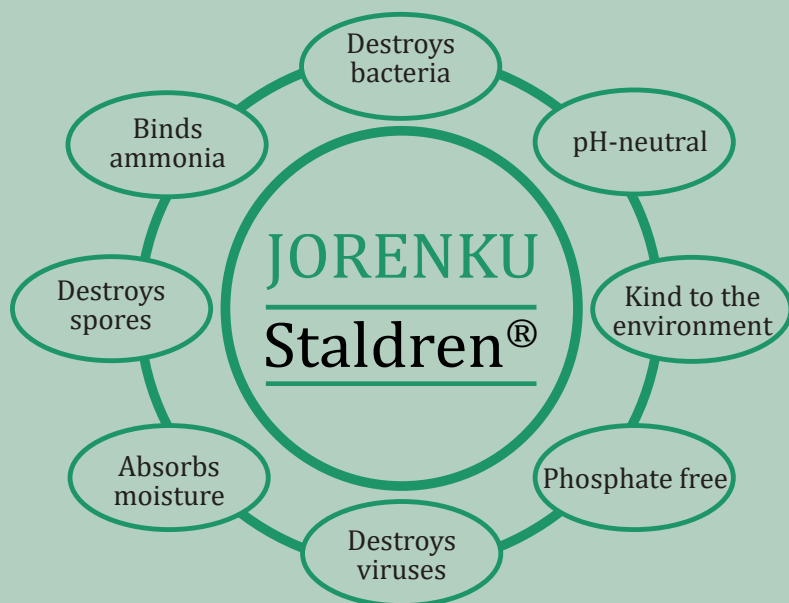 Destroys
bacteria
Binds
ammonia
pH-neutral
JORENKU
Staldren®
Destroys
spores
Kind to the
environment
Absorbs
moisture
Phosphate free
Destroys
viruses